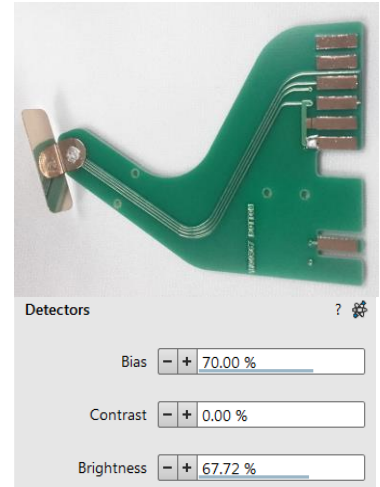 Detectors ?
Bias - + 70.00 %
Contrast - + 0.00 %
Brightness - + 67.72 %